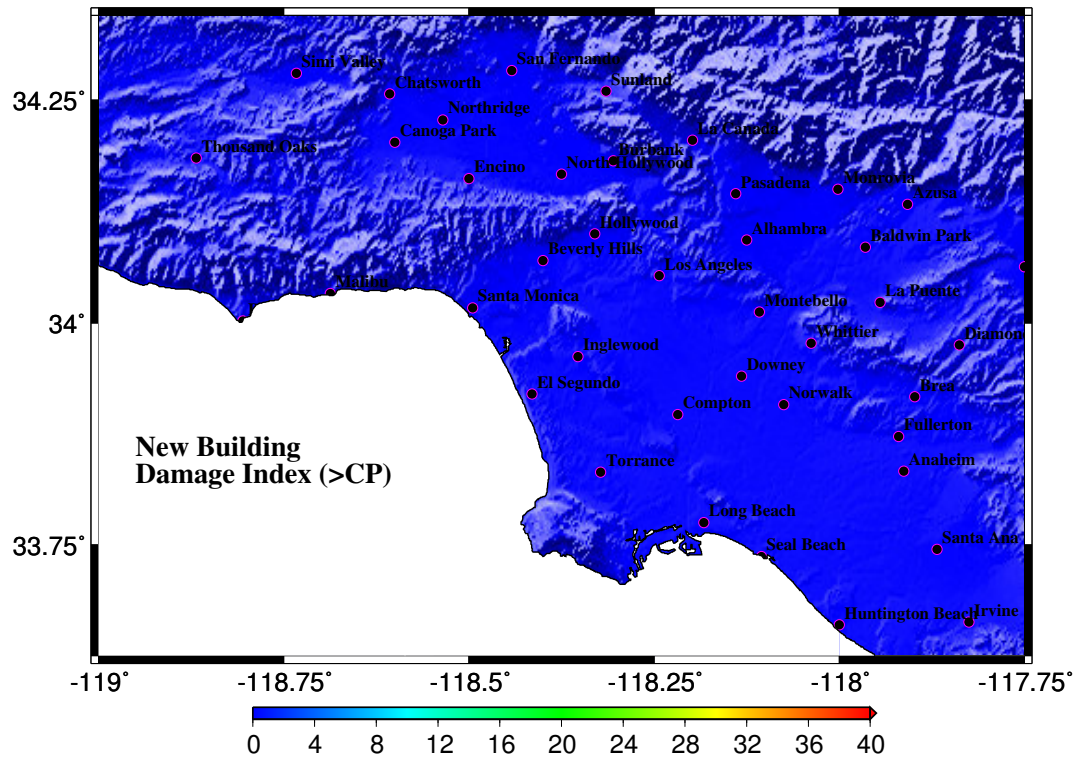 Simi Valley
San Fernando
Chatsworth
Sunland
34.25°
Northridge
Canoga Park
La Canada
Thousand Oaks
Burbank
North Hollywood
Encino
Monrovia
Pasadena
Azusa
Hollywood
Alhambra
Baldwin Park
Beverly Hills
Los Angeles
Malibu
Santa Monica
La Puente
Montebello
34°
Whittier
Diamon
Inglewood
Downey
El Segundo
Norwalk
Brea
Compton
Fullerton
New Building
Damage Index (>CP)
Torrance
Anaheim
Long Beach
33.75°
Seal Beach
Santa Ana
Huntington Beach
Irvine
-119° -118.75° -118.5° -118.25° -118° -117.75°
0 4 8 12 16 20 24 28 32 36 40